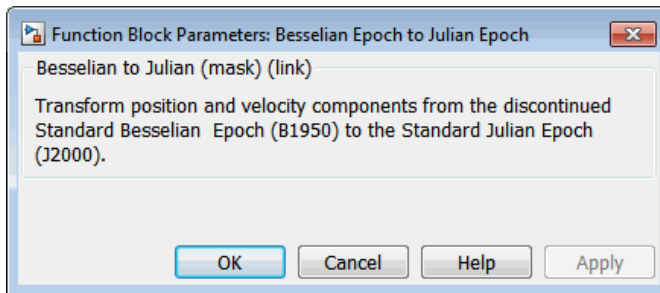 Function Block Parameters: Besselian Epoch to Julian Epoch
Besselian to Julian (mask) (link)
Transform position and velocity components from the discontinued
Standard Besselian  Epoch (B1950) to the Standard Julian Epoch
(J2000).
OK Cancel Help Apply